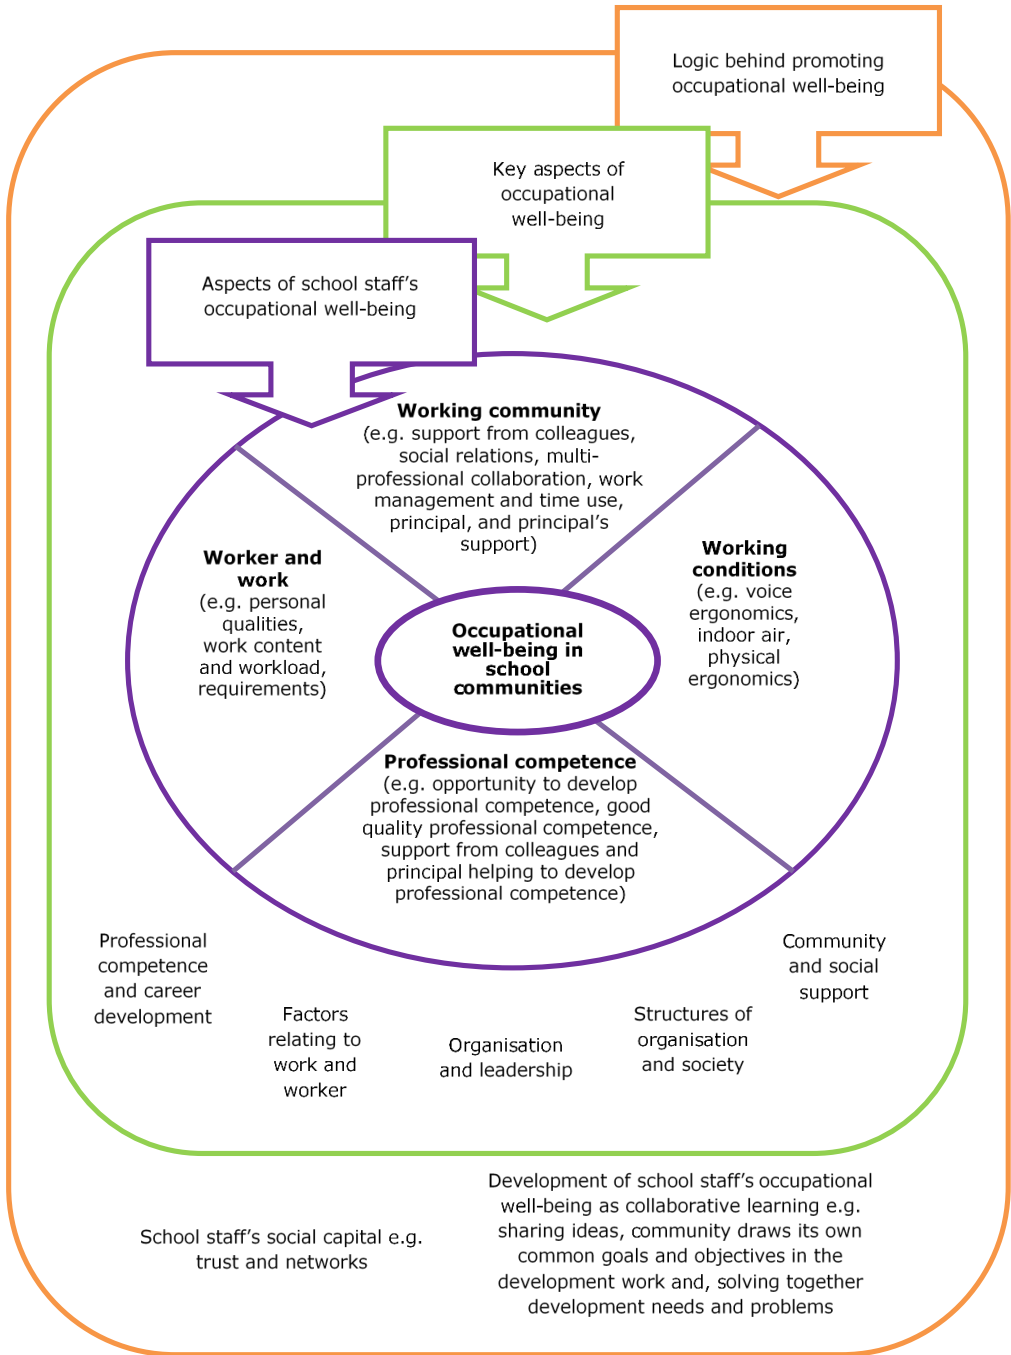 Logic behind promoting
occupational well-being
Key aspects of
occupational
well-being
Aspects of school staff’s
occupational well-being
Working community
(e.g. support from colleagues,
social relations, multi-
professional collaboration, work
management and time use,
principal, and principal’s
support)
Worker and
work
(e.g. personal
qualities,
work content
and workload,
requirements)
Working
conditions
(e.g. voice
ergonomics,
indoor air,
physical
ergonomics)
Occupational
well-being in
school
communities
Professional competence
(e.g. opportunity to develop
professional competence, good
quality professional competence,
support from colleagues and
principal helping to develop
professional competence)
Professional
competence
and career
development
Factors
relating to
work and
worker
Organisation
and leadership
Structures of
organisation
and society
Community
and social
support
School staff’s social capital e.g.
trust and networks
Development of school staff’s occupational
well-being as collaborative learning e.g.
sharing ideas, community draws its own
common goals and objectives in the
development work and, solving together
development needs and problems